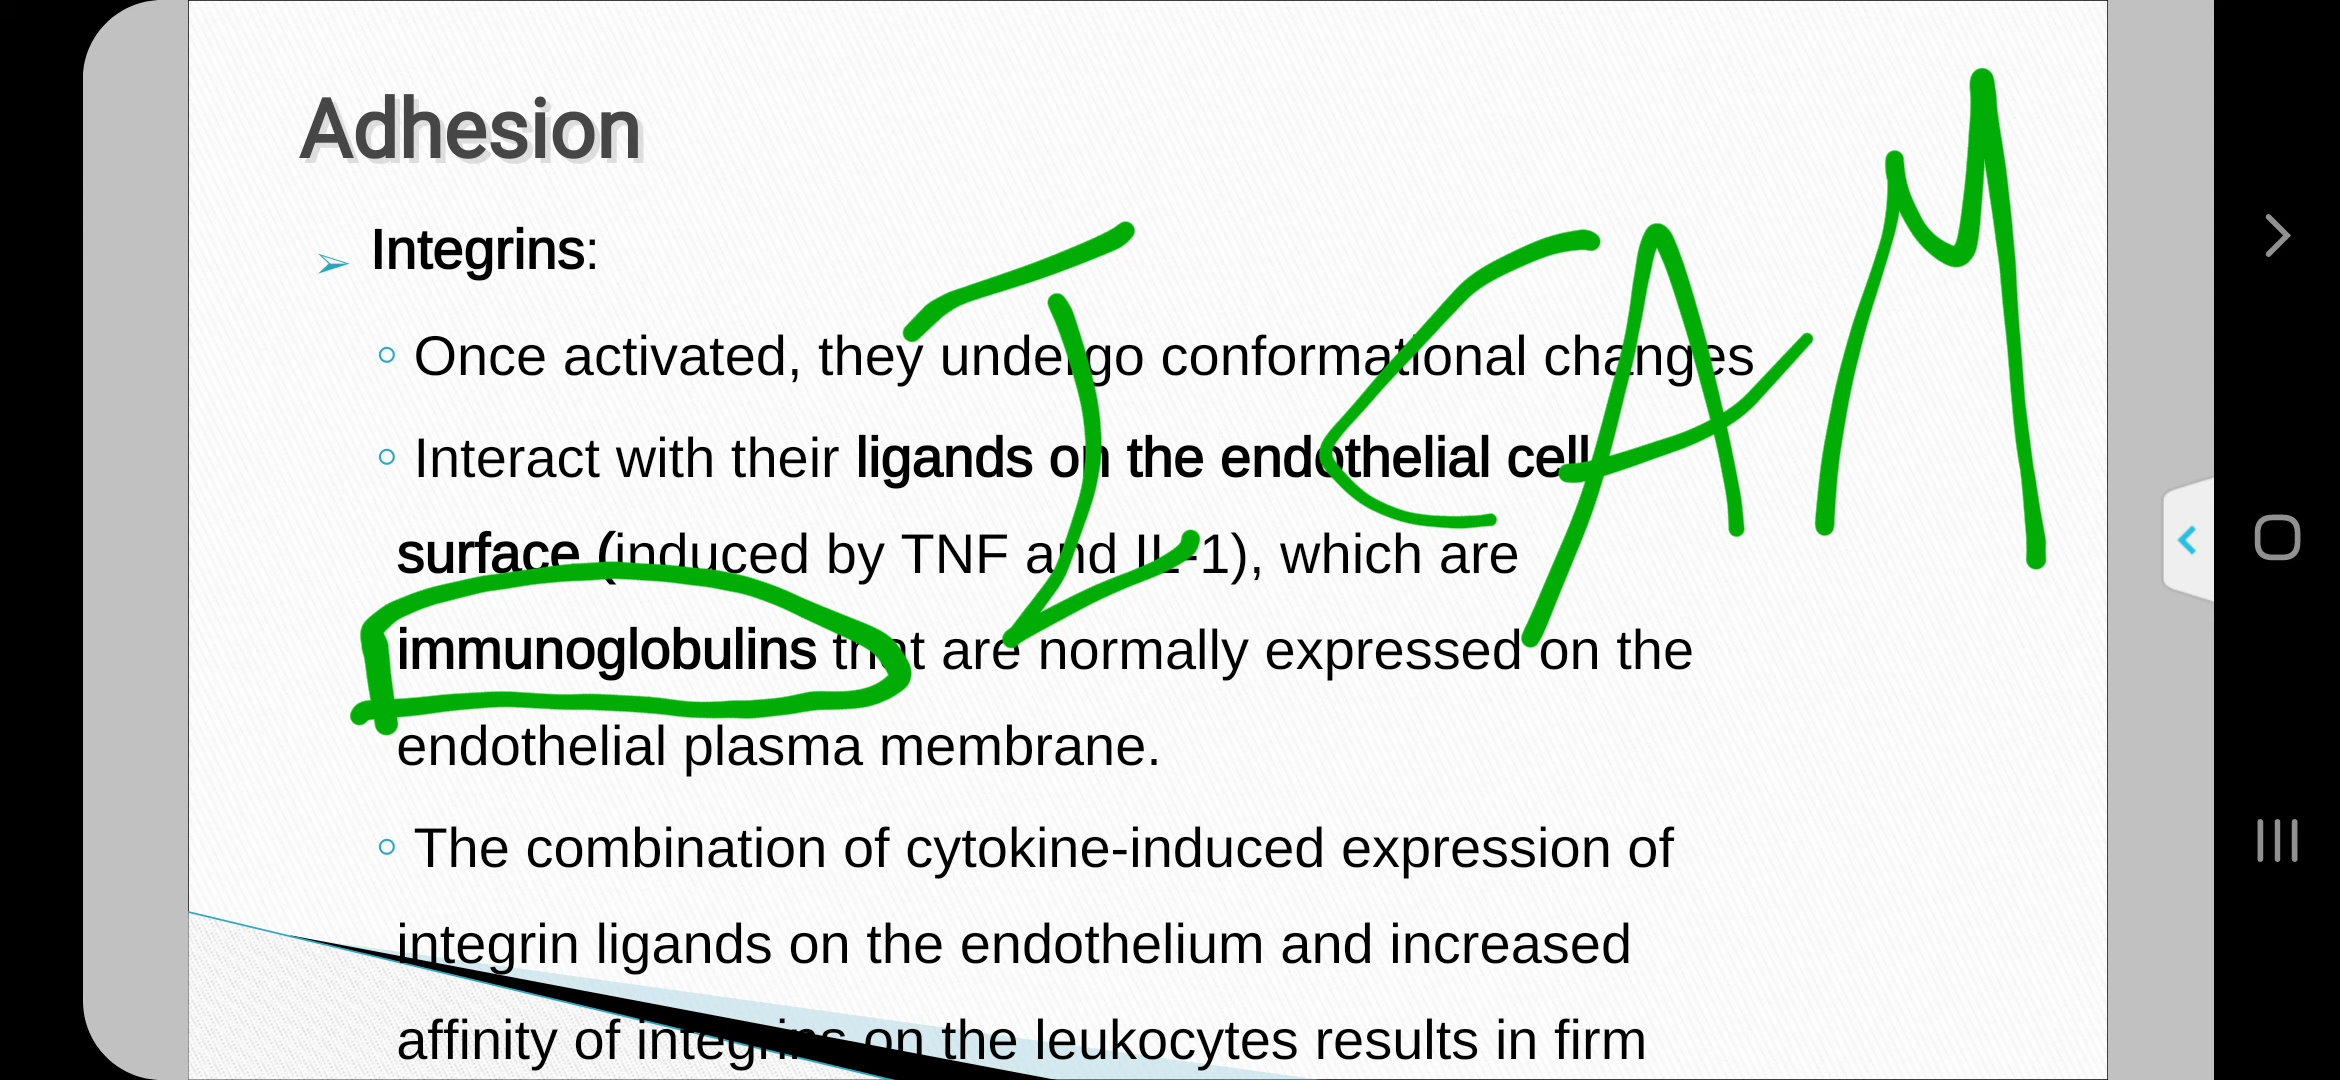 Adhesion
Integrins:
Once activated, they undergo conformational changes
Interact with their ligands on the endothelial cell
surface (induced by TNF and IL-1), which are
immunoglobulins that are normally expressed on the
endothelial plasma membrane.
The combination of cytokine-induced expression of
integrin ligands on the endothelium and increased
affinity of integrins on the leukocytes results in firm
ICAM